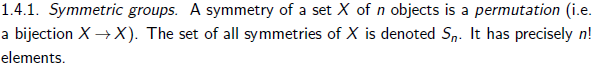 1.4.1. Symmetric groups. A symmetry of a set X of n objects is a permutation (i.e.
a bijection X → X). The set of all symmetries of X is denoted Sₙ. It has precisely n!
elements.